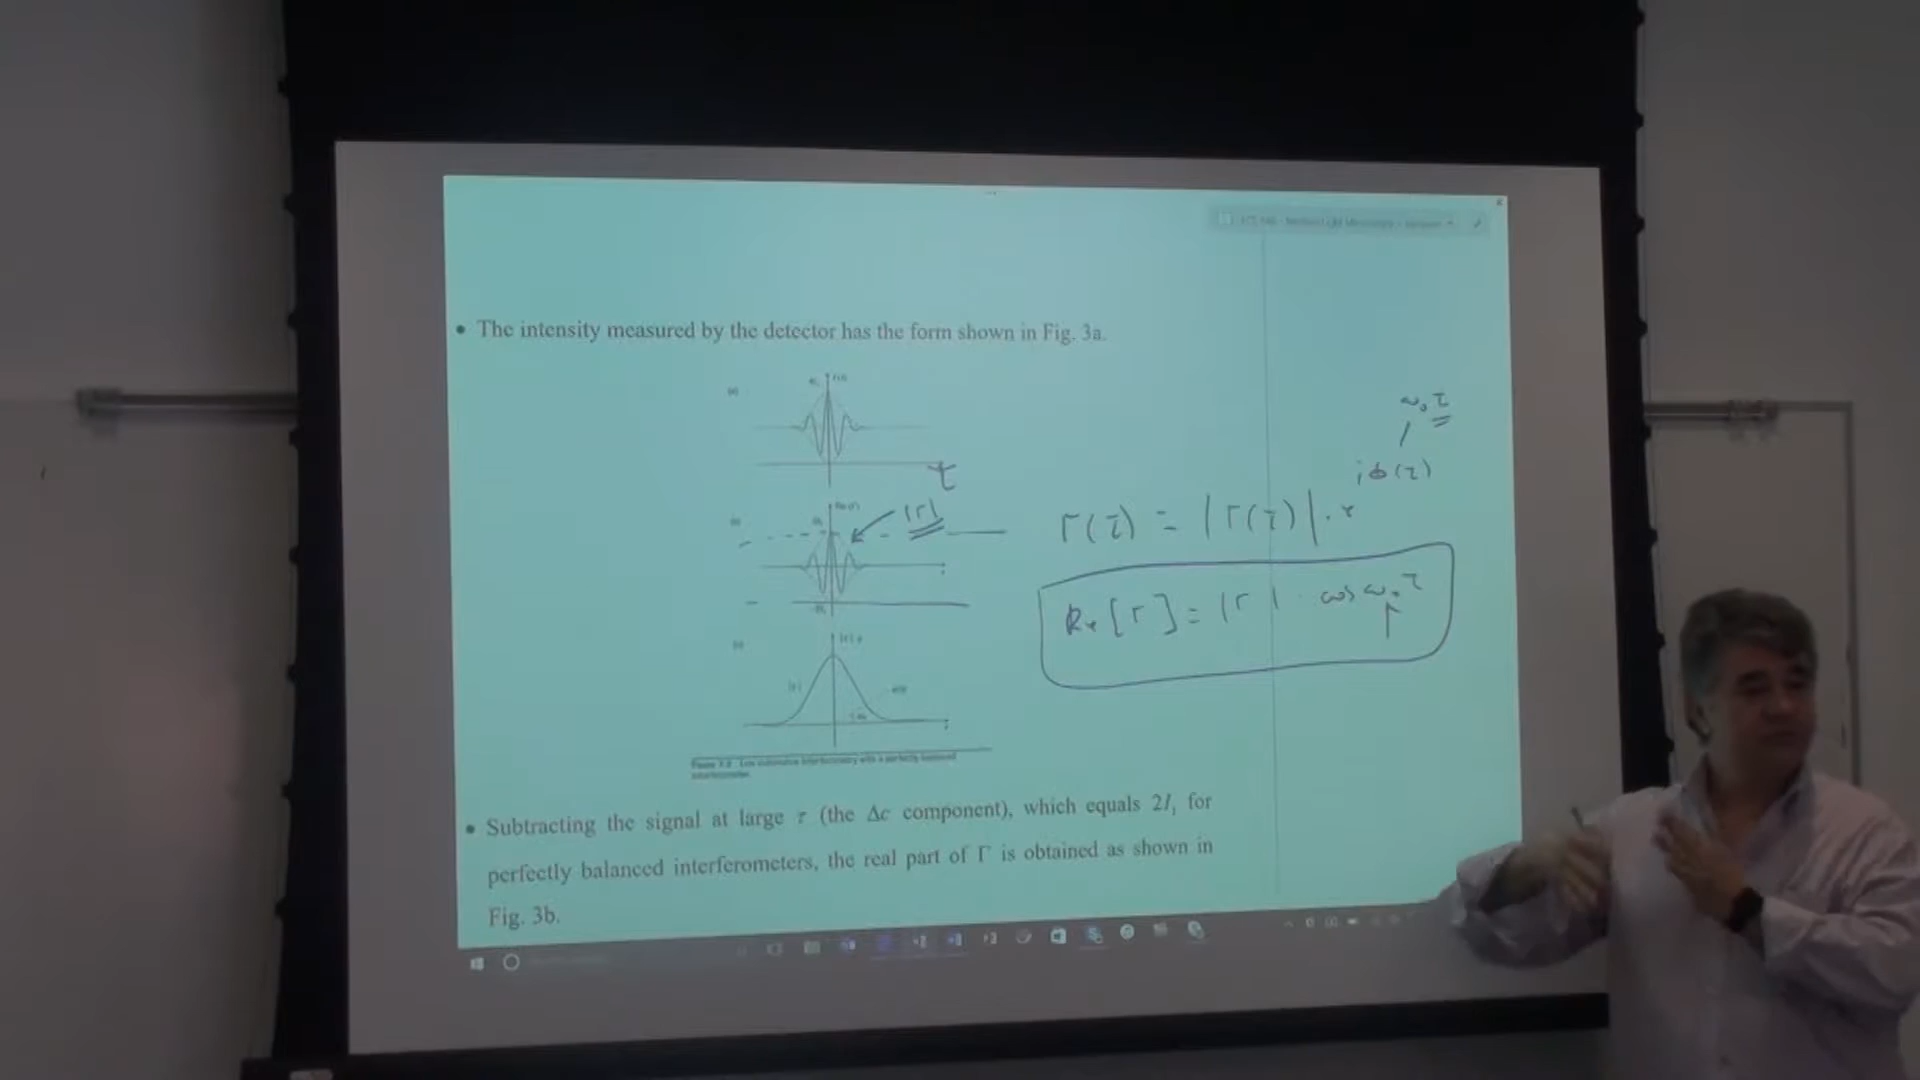 • The intensity measured by the detector has the form shown in Fig. 3a.
τ
|Γ|
ω₀τ
Γ(τ) = |Γ(τ)| · e^{iϕ(τ)}
Re[Γ] = |Γ| · cos ω₀τ
• Subtracting the signal at large τ (the Δc component), which equals 2I₁ for
perfectly balanced interferometers, the real part of Γ is obtained as shown in
Fig. 3b.